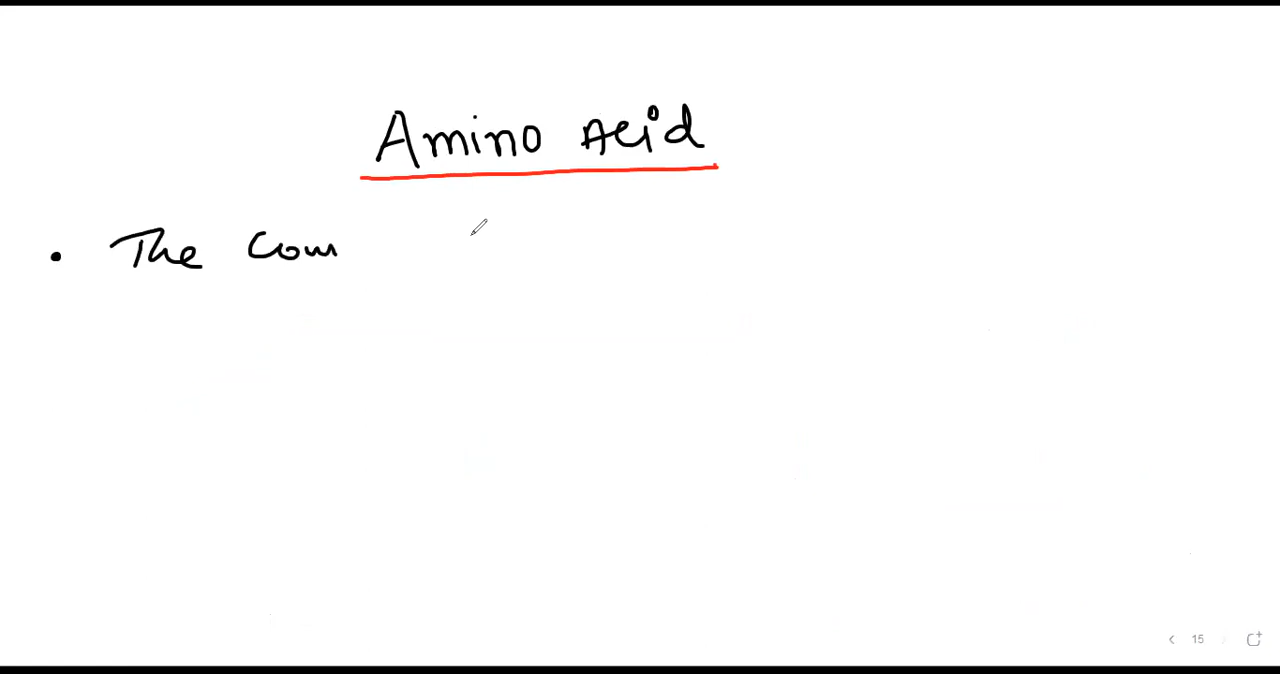 Amino Acid
• The Com
15